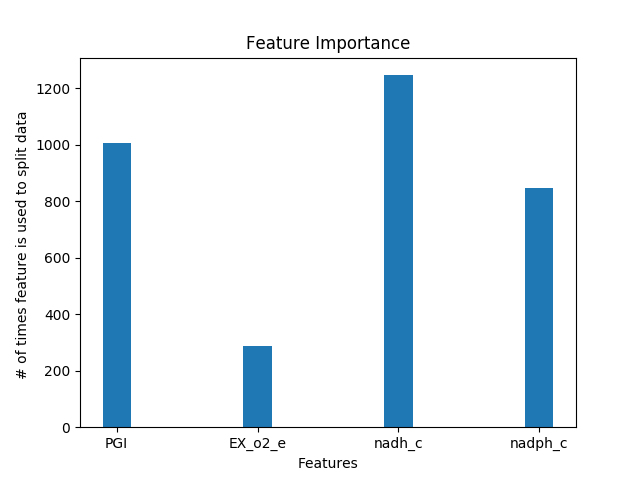 Feature Importance
# of times feature is used to split data
1200
1000
800
600
400
200
0
PGI EX_o2_e nadh_c nadph_c
Features